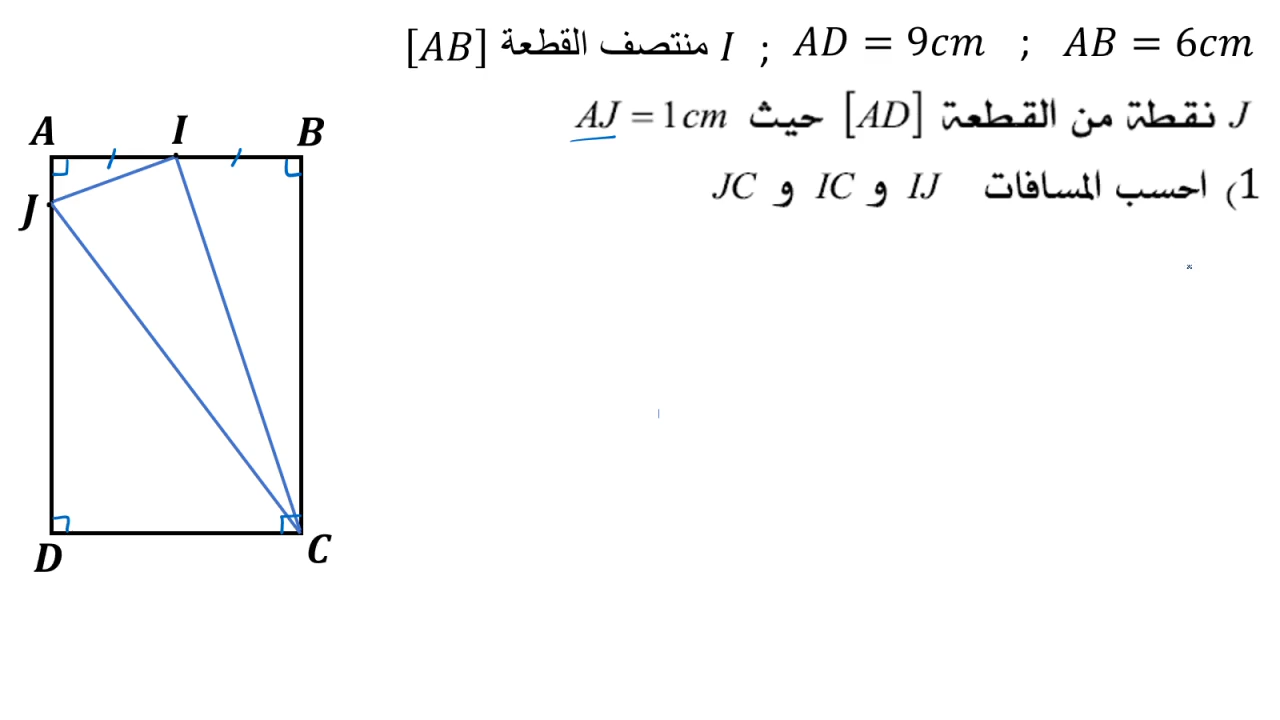 AB = 6cm ; AD = 9cm ; I منتصف القطعة [AB]
J نقطة من القطعة [AD] حيث AJ = 1cm
1) احسب المسافات IJ و IC و JC
A I B
J
D C